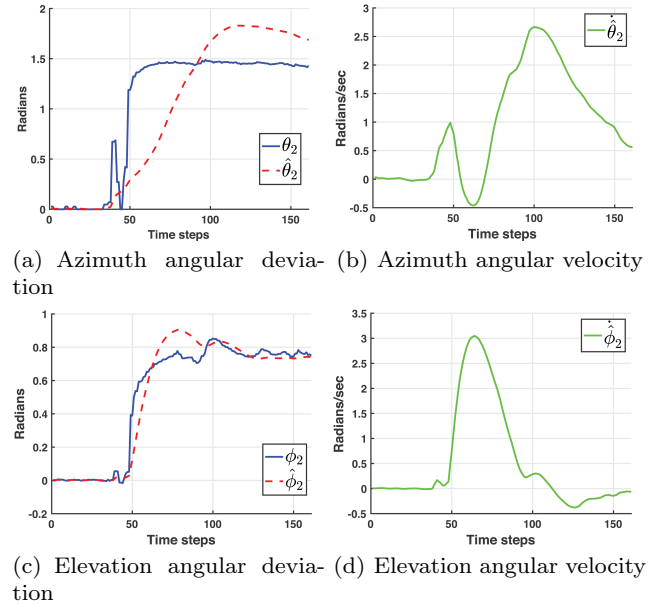 2
1.5
1
0.5
0
Radians
0
50
100
150
Time steps
θ₂
θ̂₂
(a) Azimuth angular devia-
tion
3
2.5
2
1.5
1
0.5
0
-0.5
Radians/sec
0
50
100
150
Time steps
θ̂̇₂
(b) Azimuth angular velocity
1
0.8
0.6
0.4
0.2
0
-0.2
Radians
0
50
100
150
Time steps
ϕ₂
ϕ̂₂
(c) Elevation angular devia-
tion
3.5
3
2.5
2
1.5
1
0.5
0
-0.5
Radians/sec
0
50
100
150
Time steps
ϕ̂̇₂
(d) Elevation angular velocity